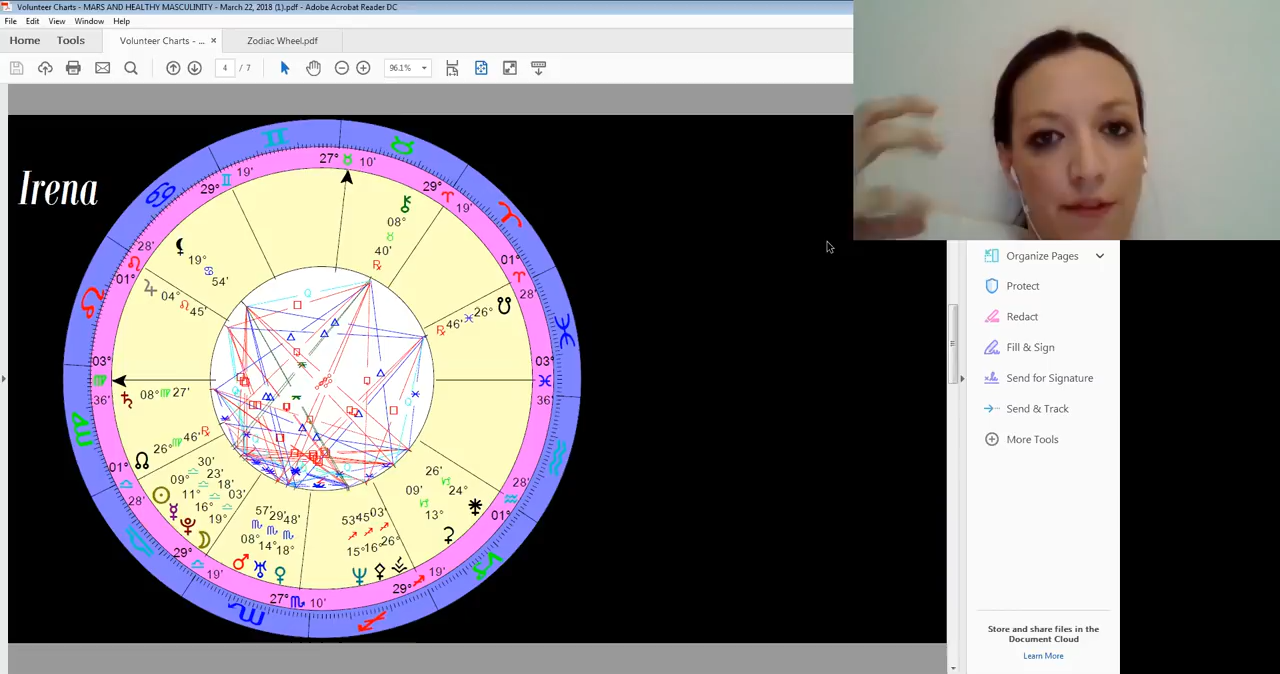 Volunteer Charts - MARS AND HEALTHY MASCULINITY - March 22, 2018 (1).pdf - Adobe Acrobat Reader DC
File Edit View Window Help
Home Tools Volunteer Charts - ... × Zodiac Wheel.pdf
4 / 7 96.1%
Irena
27° ♉ 10'
29° ♊ 19'
29° ♈ 19'
28' ♌ 01°
01° ♈ 28'
03° ♍ 36'
03° ♓ 36'
01° ♎ 28'
28' ♒ 01°
29° ♎ 19'
27° ♏ 10'
29° ♐ 19'
⚷ 08° ♉ 40' ℞
⚸ 19° ♋ 54'
♃ 04° ♌ 45'
℞ 46' ♓ 26° ☋
♄ 08° ♍ 27'
☊ 26° ♍ 46' ℞
☉ 09° ♎ 30'
☿ 11° ♎ 23'
♇ 16° ♎ 18'
☽ 19° ♎ 03'
♂ 08° ♏ 57'
♅ 14° ♏ 29'
♀ 18° ♏ 48'
♆ 15° ♐ 53'
⚴ 16° ♐ 45'
⚶ 26° ♐ 03'
⚳ 13° ♑ 09'
⚵ 24° ♑ 26'
Organize Pages
Protect
Redact
Fill & Sign
Send for Signature
Send & Track
More Tools
Store and share files in the
Document Cloud
Learn More